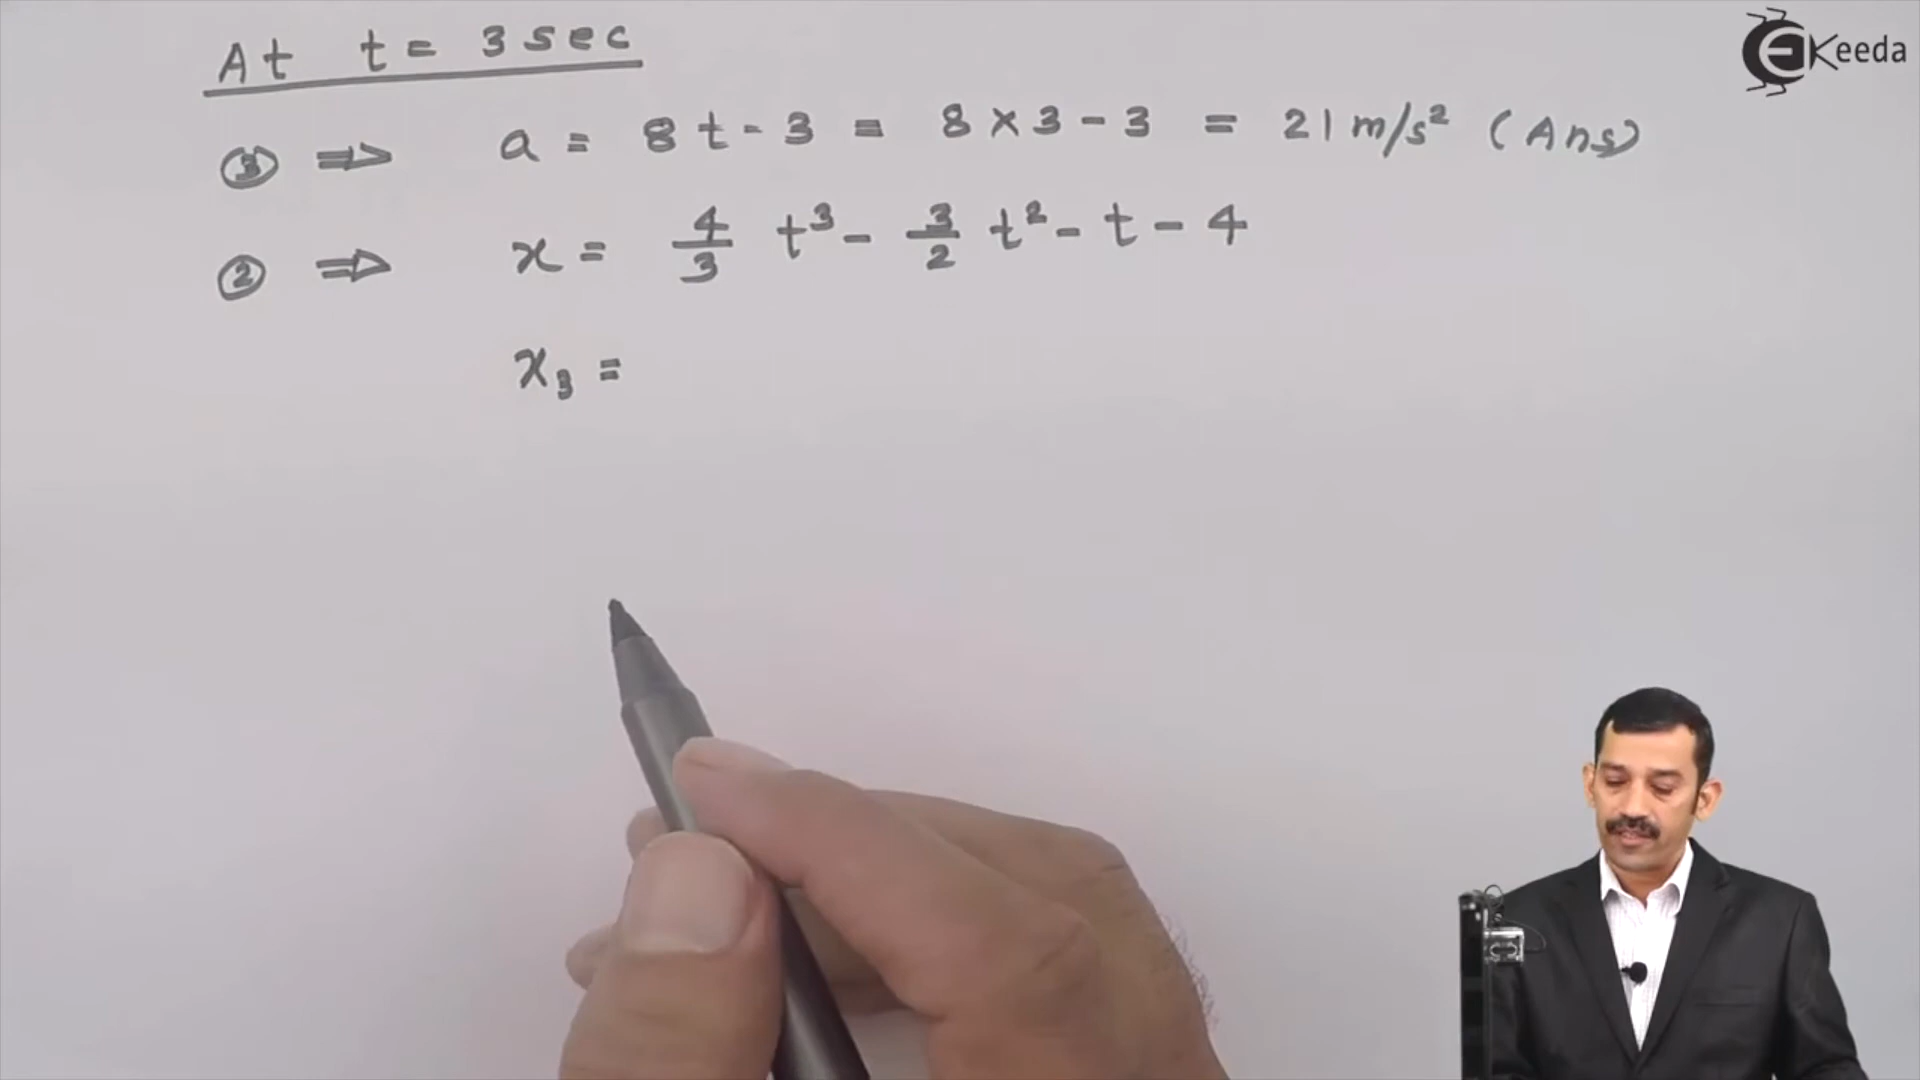 At t = 3 sec
EKeeda
③ ⇒ a = 8t - 3 = 8 × 3 - 3 = 21 m/s² (Ans)
② ⇒ x = 4/3 t³ - 3/2 t² - t - 4
x₃ =